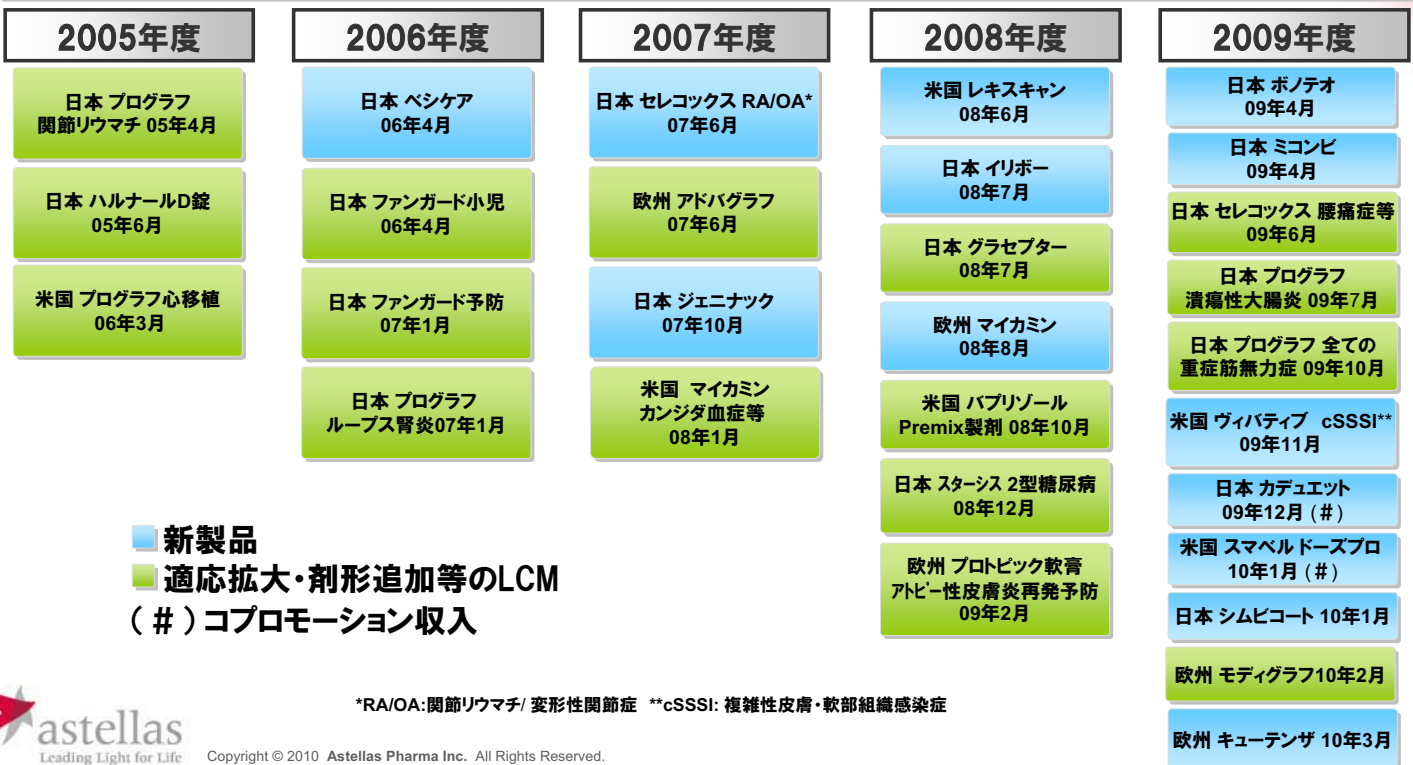 2005年度
日本 プログラフ
関節リウマチ 05年4月
日本 ハルナールD錠
05年6月
米国 プログラフ心移植
06年3月
2006年度
日本 ベシケア
06年4月
日本 ファンガード小児
06年4月
日本 ファンガード予防
07年1月
日本 プログラフ
ループス腎炎07年1月
2007年度
日本 セレコックス RA/OA*
07年6月
欧州 アドバグラフ
07年6月
日本 ジェニナック
07年10月
米国 マイカミン
カンジダ血症等
08年1月
2008年度
米国 レキスキャン
08年6月
日本 イリボー
08年7月
日本 グラセプター
08年7月
欧州 マイカミン
08年8月
米国 バプリゾール
Premix製剤 08年10月
日本 スターシス 2型糖尿病
08年12月
欧州 プロトピック軟膏
アトピー性皮膚炎再発予防
09年2月
2009年度
日本 ボノテオ
09年4月
日本 ミコンビ
09年4月
日本 セレコックス 腰痛症等
09年6月
日本 プログラフ
潰瘍性大腸炎 09年7月
日本 プログラフ 全ての
重症筋無力症 09年10月
米国 ヴィバティブ cSSSI**
09年11月
日本 カデュエット
09年12月 (#)
米国 スマベル ドーズプロ
10年1月 (#)
日本 シムビコート 10年1月
欧州 モディグラフ10年2月
欧州 キューテンザ 10年3月
新製品
適応拡大・剤形追加等のLCM
(#)コプロモーション収入
*RA/OA:関節リウマチ/ 変形性関節症 **cSSSI: 複雑性皮膚・軟部組織感染症
astellas
Leading Light for Life
Copyright © 2010 Astellas Pharma Inc. All Rights Reserved.